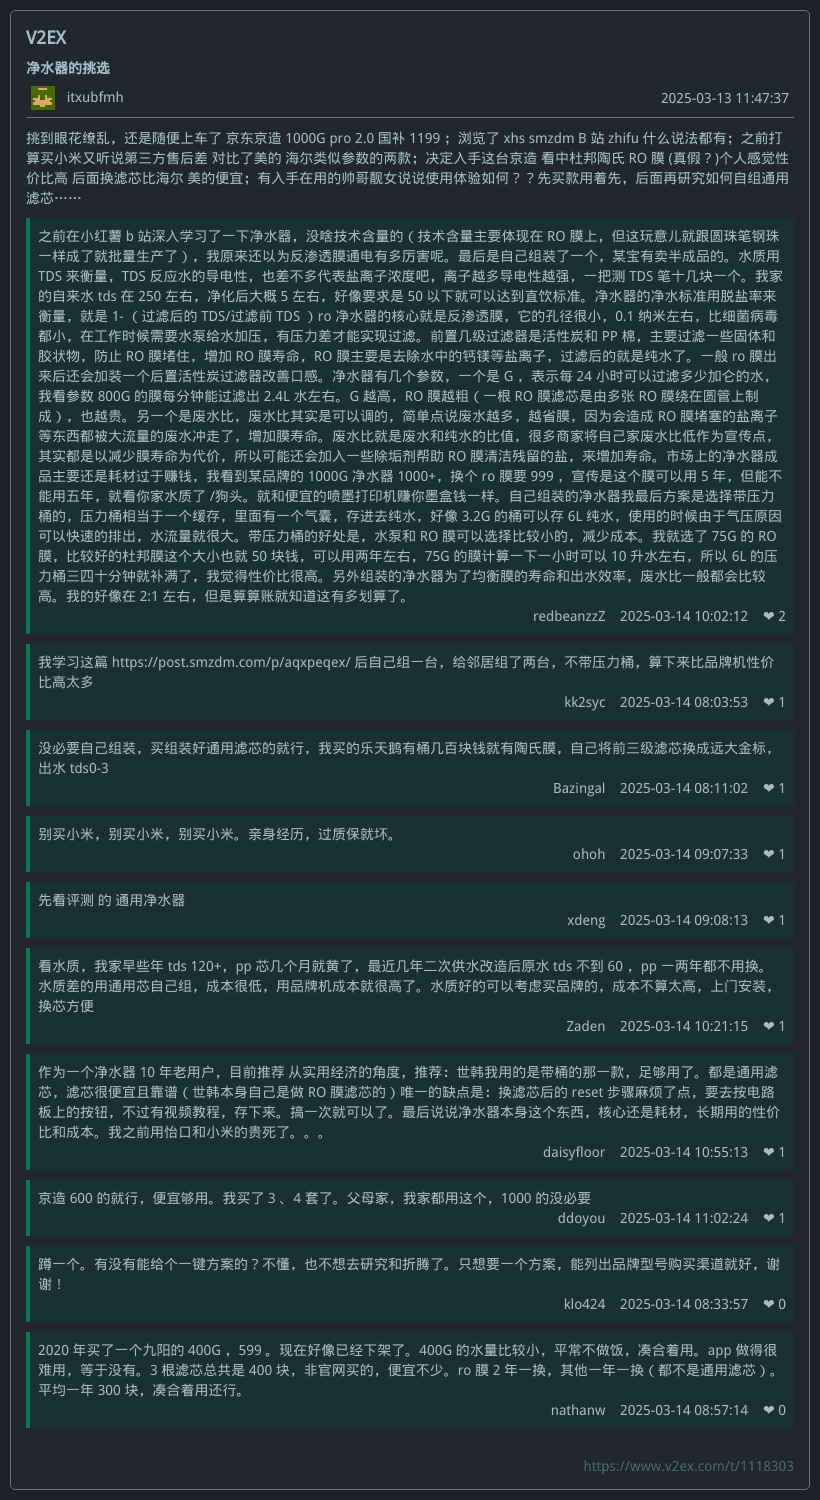 V2EX
净水器的挑选
itxubfmh 2025-03-13 11:47:37
挑到眼花缭乱，还是随便上车了 京东京造 1000G pro 2.0 国补 1199 ；浏览了 xhs smzdm B 站 zhifu 什么说法都有；之前打
算买小米又听说第三方售后差 对比了美的 海尔类似参数的两款；决定入手这台京造 看中杜邦陶氏 RO 膜 (真假？)个人感觉性
价比高 后面换滤芯比海尔 美的便宜；有入手在用的帅哥靓女说说使用体验如何？？先买款用着先，后面再研究如何自组通用
滤芯……
之前在小红薯 b 站深入学习了一下净水器，没啥技术含量的（技术含量主要体现在 RO 膜上，但这玩意儿就跟圆珠笔钢珠
一样成了就批量生产了），我原来还以为反渗透膜通电有多厉害呢。最后是自己组装了一个，某宝有卖半成品的。水质用
TDS 来衡量，TDS 反应水的导电性，也差不多代表盐离子浓度吧，离子越多导电性越强，一把测 TDS 笔十几块一个。我家
的自来水 tds 在 250 左右，净化后大概 5 左右，好像要求是 50 以下就可以达到直饮标准。净水器的净水标准用脱盐率来
衡量，就是 1- （过滤后的 TDS/过滤前 TDS ）ro 净水器的核心就是反渗透膜，它的孔径很小，0.1 纳米左右，比细菌病毒
都小，在工作时候需要水泵给水加压，有压力差才能实现过滤。前置几级过滤器是活性炭和 PP 棉，主要过滤一些固体和
胶状物，防止 RO 膜堵住，增加 RO 膜寿命，RO 膜主要是去除水中的钙镁等盐离子，过滤后的就是纯水了。一般 ro 膜出
来后还会加装一个后置活性炭过滤器改善口感。净水器有几个参数，一个是 G ，表示每 24 小时可以过滤多少加仑的水，
我看参数 800G 的膜每分钟能过滤出 2.4L 水左右。G 越高，RO 膜越粗（一根 RO 膜滤芯是由多张 RO 膜绕在圆管上制
成），也越贵。另一个是废水比，废水比其实是可以调的，简单点说废水越多，越省膜，因为会造成 RO 膜堵塞的盐离子
等东西都被大流量的废水冲走了，增加膜寿命。废水比就是废水和纯水的比值，很多商家将自己家废水比低作为宣传点，
其实都是以减少膜寿命为代价，所以可能还会加入一些除垢剂帮助 RO 膜清洁残留的盐，来增加寿命。市场上的净水器成
品主要还是耗材过于赚钱，我看到某品牌的 1000G 净水器 1000+，换个 ro 膜要 999 ，宣传是这个膜可以用 5 年，但能不
能用五年，就看你家水质了 /狗头。就和便宜的喷墨打印机赚你墨盒钱一样。自己组装的净水器我最后方案是选择带压力
桶的，压力桶相当于一个缓存，里面有一个气囊，存进去纯水，好像 3.2G 的桶可以存 6L 纯水，使用的时候由于气压原因
可以快速的排出，水流量就很大。带压力桶的好处是，水泵和 RO 膜可以选择比较小的，减少成本。我就选了 75G 的 RO
膜，比较好的杜邦膜这个大小也就 50 块钱，可以用两年左右，75G 的膜计算一下一小时可以 10 升水左右，所以 6L 的压
力桶三四十分钟就补满了，我觉得性价比很高。另外组装的净水器为了均衡膜的寿命和出水效率，废水比一般都会比较
高。我的好像在 2:1 左右，但是算算账就知道这有多划算了。
redbeanzzZ 2025-03-14 10:02:12 ❤ 2
我学习这篇 https://post.smzdm.com/p/aqxpeqex/ 后自己组一台，给邻居组了两台，不带压力桶，算下来比品牌机性价
比高太多
kk2syc 2025-03-14 08:03:53 ❤ 1
没必要自己组装，买组装好通用滤芯的就行，我买的乐天鹅有桶几百块钱就有陶氏膜，自己将前三级滤芯换成远大金标，
出水 tds0-3
Bazingal 2025-03-14 08:11:02 ❤ 1
别买小米，别买小米，别买小米。亲身经历，过质保就坏。
ohoh 2025-03-14 09:07:33 ❤ 1
先看评测 的 通用净水器
xdeng 2025-03-14 09:08:13 ❤ 1
看水质，我家早些年 tds 120+，pp 芯几个月就黄了，最近几年二次供水改造后原水 tds 不到 60 ，pp 一两年都不用换。
水质差的用通用芯自己组，成本很低，用品牌机成本就很高了。水质好的可以考虑买品牌的，成本不算太高，上门安装，
换芯方便
Zaden 2025-03-14 10:21:15 ❤ 1
作为一个净水器 10 年老用户，目前推荐 从实用经济的角度，推荐：世韩我用的是带桶的那一款，足够用了。都是通用滤
芯，滤芯很便宜且靠谱（世韩本身自己是做 RO 膜滤芯的）唯一的缺点是：换滤芯后的 reset 步骤麻烦了点，要去按电路
板上的按钮，不过有视频教程，存下来。搞一次就可以了。最后说说净水器本身这个东西，核心还是耗材，长期用的性价
比和成本。我之前用怡口和小米的贵死了。。。
daisyfloor 2025-03-14 10:55:13 ❤ 1
京造 600 的就行，便宜够用。我买了 3 、4 套了。父母家，我家都用这个，1000 的没必要
ddoyou 2025-03-14 11:02:24 ❤ 1
蹲一个。有没有能给个一键方案的？不懂，也不想去研究和折腾了。只想要一个方案，能列出品牌型号购买渠道就好，谢
谢！
klo424 2025-03-14 08:33:57 ❤ 0
2020 年买了一个九阳的 400G ，599 。现在好像已经下架了。400G 的水量比较小，平常不做饭，凑合着用。app 做得很
难用，等于没有。3 根滤芯总共是 400 块，非官网买的，便宜不少。ro 膜 2 年一换，其他一年一换（都不是通用滤芯）。
平均一年 300 块，凑合着用还行。
nathanw 2025-03-14 08:57:14 ❤ 0
https://www.v2ex.com/t/1118303